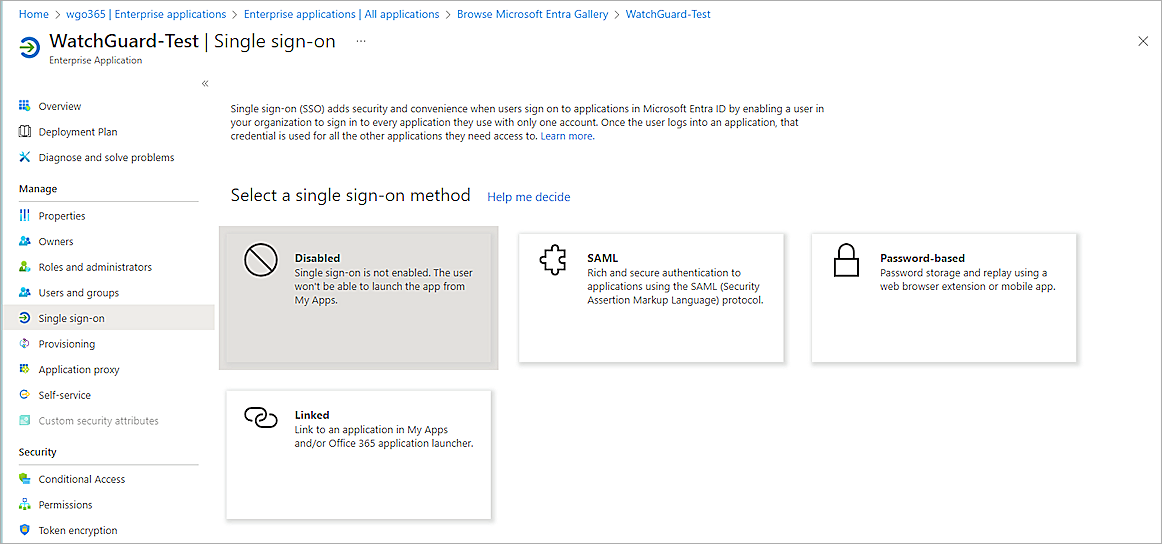 Home > wgo365 | Enterprise applications > Enterprise applications | All applications > Browse Microsoft Entra Gallery > WatchGuard-Test
WatchGuard-Test | Single sign-on ...
Enterprise Application
«
Overview
Deployment Plan
Diagnose and solve problems
Manage
Properties
Owners
Roles and administrators
Users and groups
Single sign-on
Provisioning
Application proxy
Self-service
Custom security attributes
Security
Conditional Access
Permissions
Token encryption
Single sign-on (SSO) adds security and convenience when users sign on to applications in Microsoft Entra ID by enabling a user in
your organization to sign in to every application they use with only one account. Once the user logs into an application, that
credential is used for all the other applications they need access to. Learn more.
Select a single sign-on method Help me decide
Disabled
Single sign-on is not enabled. The user
won't be able to launch the app from
My Apps.
SAML
Rich and secure authentication to
applications using the SAML (Security
Assertion Markup Language) protocol.
Password-based
Password storage and replay using a
web browser extension or mobile app.
Linked
Link to an application in My Apps
and/or Office 365 application launcher.